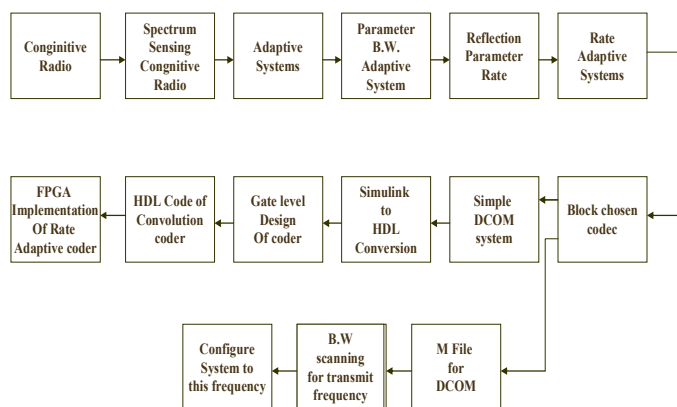 Conginitive
Radio
Spectrum
Sensing
Congnitive
Radio
Adaptive
Systems
Parameter
B.W.
Adaptive
System
Reflection
Parameter
Rate
Rate
Adaptive
Systems
FPGA
Implementation
Of Rate
Adaptive coder
HDL Code of
Convolution
coder
Gate level
Design
Of coder
Simulink
to
HDL
Conversion
Simple
DCOM
system
Block chosen
codec
Configure
System to
this frequency
B.W
scanning
for transmit
frequency
M File
for
DCOM